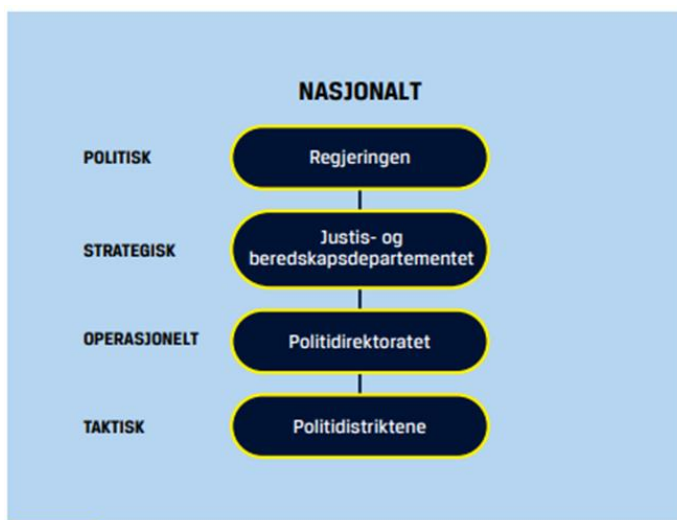 NASJONALT
POLITISK
Regjeringen
STRATEGISK
Justis- og
beredskapsdepartementet
OPERASJONELT
Politidirektoratet
TAKTISK
Politidistriktene